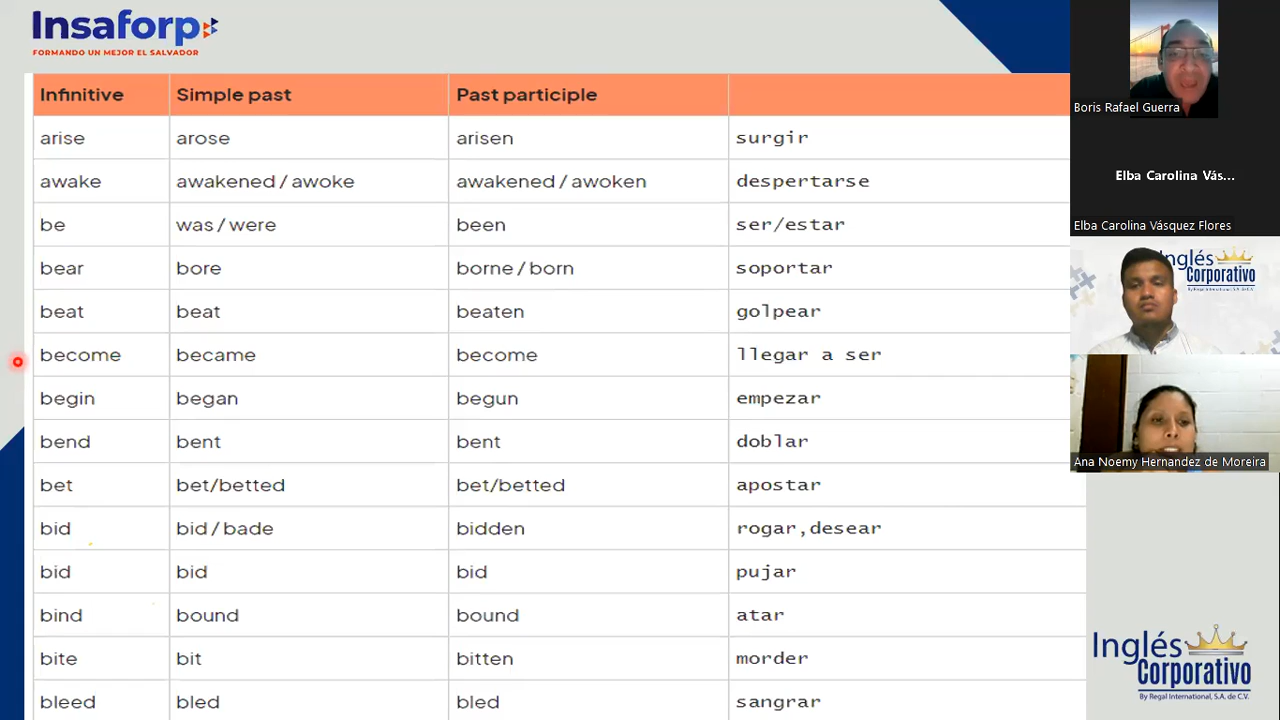 Insaforp
FORMANDO UN MEJOR EL SALVADOR
Infinitive Simple past Past participle
arise arose arisen surgir
awake awakened / awoke awakened / awoken despertarse
be was / were been ser/estar
bear bore borne / born soportar
beat beat beaten golpear
become became become llegar a ser
begin began begun empezar
bend bent bent doblar
bet bet/betted bet/betted apostar
bid bid / bade bidden rogar,desear
bid bid bid pujar
bind bound bound atar
bite bit bitten morder
bleed bled bled sangrar
Boris Rafael Guerra
Elba Carolina Vás...
Elba Carolina Vásquez Flores
Inglés
Corporativo
By Regal International, S.A. de C.V.
Ana Noemy Hernandez de Moreira
Inglés
Corporativo
By Regal International, S.A. de C.V.